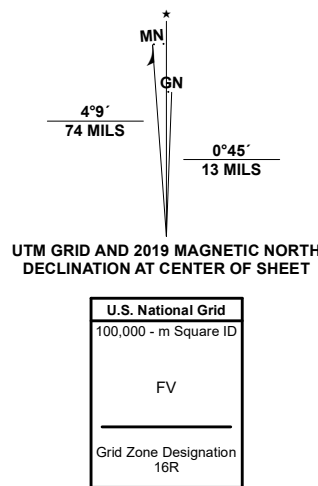 ★
MN
GN
4°9´
74 MILS
0°45´
13 MILS
UTM GRID AND 2019 MAGNETIC NORTH
DECLINATION AT CENTER OF SHEET
U.S. National Grid
100,000 - m Square ID
FV
Grid Zone Designation
16R